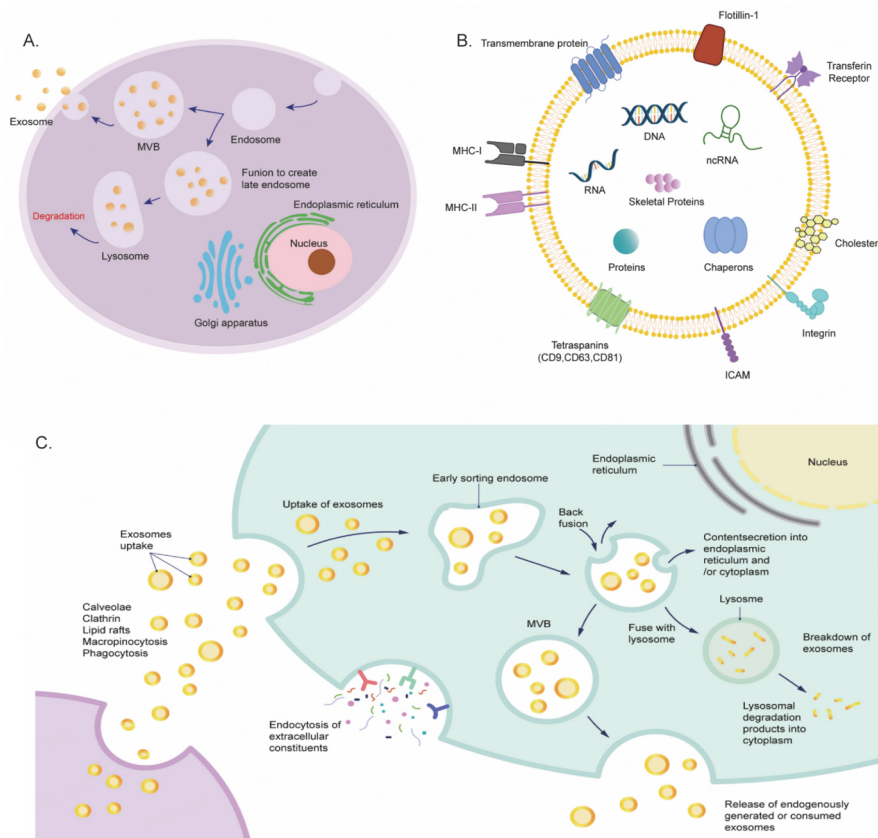 A.
Exosome
MVB
Endosome
Funion to create
late endosome
Degradation
Lysosome
Endoplasmic reticulum
Nucleus
Golgi apparatus
B.
Flotillin-1
Transmembrane protein
Transferin
Receptor
DNA
ncRNA
MHC-I
RNA
MHC-II
Skeletal Proteins
Cholester
Proteins
Chaperons
Integrin
Tetraspanins
(CD9,CD63,CD81)
ICAM
C.
Endoplasmic
reticulum
Nucleus
Early sorting endosome
Uptake of exosomes
Back
fusion
Exosomes
uptake
Contentsecretion into
endoplasmic
reticulum and
/or cytoplasm
Calveolae
Clathrin
Lipid rafts
Macropinocytosis
Phagocytosis
MVB
Fuse with
lysosome
Lysosme
Breakdown of
exosomes
Endocytosis of
extracellular
constituents
Lysosomal
degradation
products into
cytoplasm
Release of endogenously
generated or consumed
exosomes